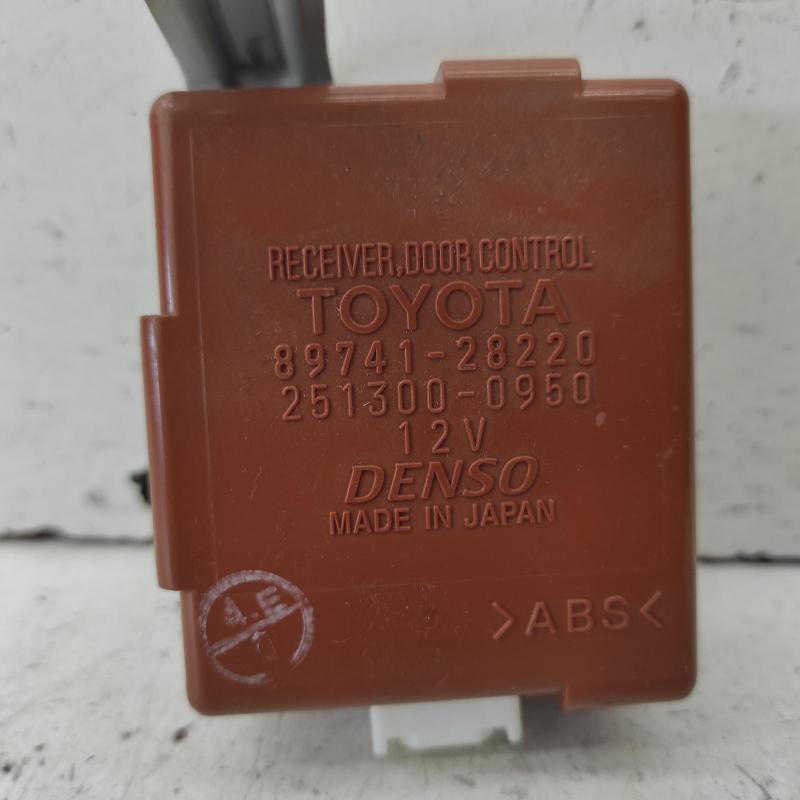 RECEIVER, DOOR CONTROL
TOYOTA
89741-28220
251300-0950
12V
DENSO
MADE IN JAPAN
>ABS<